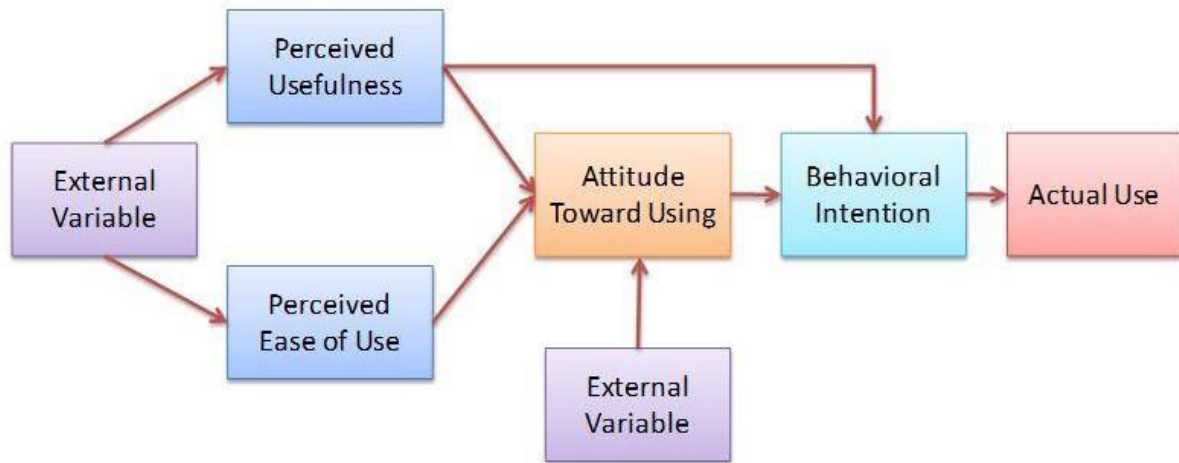 Perceived
Usefulness
External
Variable
Attitude
Toward Using
Behavioral
Intention
Actual Use
Perceived
Ease of Use
External
Variable